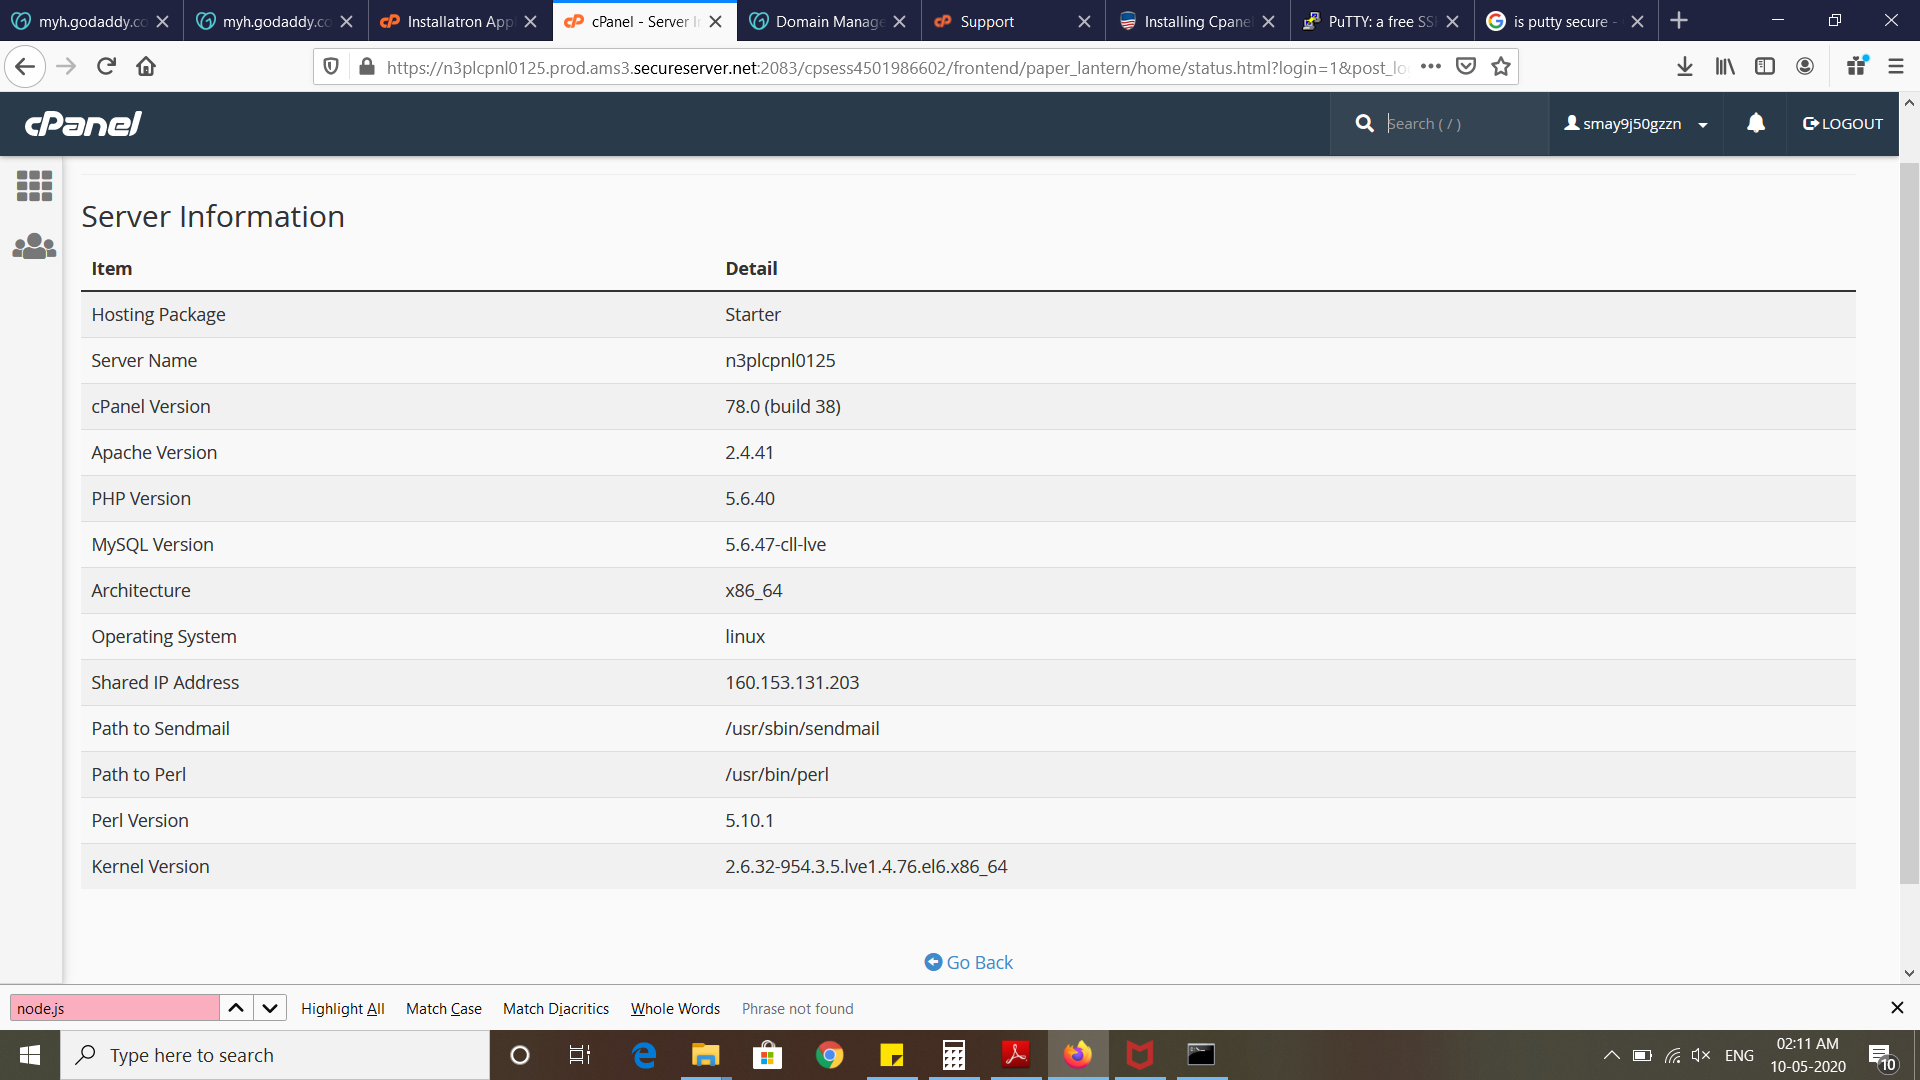 myh.godaddy.co
myh.godaddy.co
Installatron App
cPanel - Server I
Domain Manage
Support
Installing Cpane
PuTTY: a free SS
is putty secure -
https://n3plcpnl0125.prod.ams3.secureserver.net:2083/cpsess4501986602/frontend/paper_lantern/home/status.html?login=1&post_lo
cPanel
Search ( / )
smay9j50gzzn
LOGOUT
Server Information
Item Detail
Hosting Package Starter
Server Name n3plcpnl0125
cPanel Version 78.0 (build 38)
Apache Version 2.4.41
PHP Version 5.6.40
MySQL Version 5.6.47-cll-lve
Architecture x86_64
Operating System linux
Shared IP Address 160.153.131.203
Path to Sendmail /usr/sbin/sendmail
Path to Perl /usr/bin/perl
Perl Version 5.10.1
Kernel Version 2.6.32-954.3.5.lve1.4.76.el6.x86_64
Go Back
node.js Highlight All Match Case Match Diacritics Whole Words Phrase not found
Type here to search
ENG
02:11 AM
10-05-2020
10